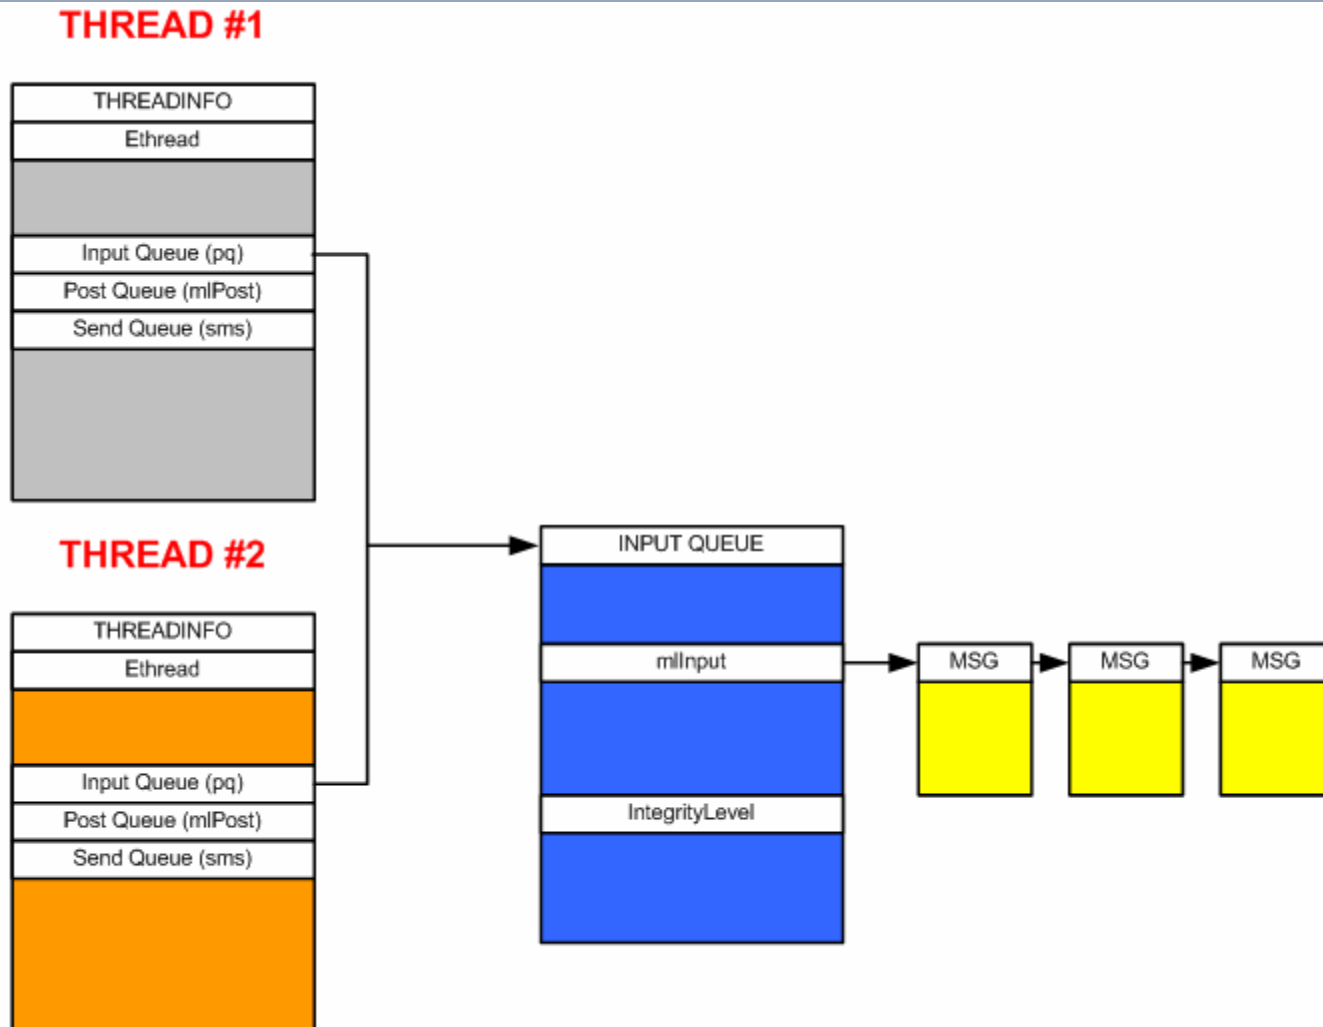 THREAD #1
THREADINFO
Ethread
Input Queue (pq)
Post Queue (mlPost)
Send Queue (sms)
THREAD #2
THREADINFO
Ethread
Input Queue (pq)
Post Queue (mlPost)
Send Queue (sms)
INPUT QUEUE
mlInput
IntegrityLevel
MSG
MSG
MSG